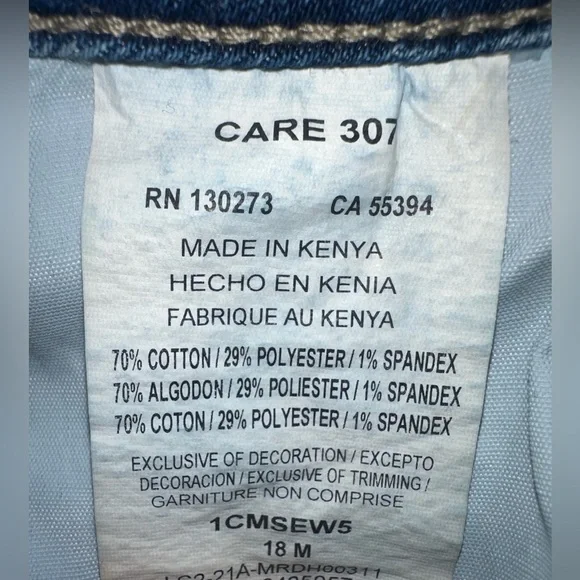 CARE 307
RN 130273 CA 55394
MADE IN KENYA
HECHO EN KENIA
FABRIQUE AU KENYA
70% COTTON / 29% POLYESTER / 1% SPANDEX
70% ALGODON / 29% POLIESTER / 1% SPANDEX
70% COTON / 29% POLYESTER / 1% SPANDEX
EXCLUSIVE OF DECORATION / EXCEPTO
DECORACION / EXCLUSIVE OF TRIMMING /
GARNITURE NON COMPRISE
1CMSEW5
18 M